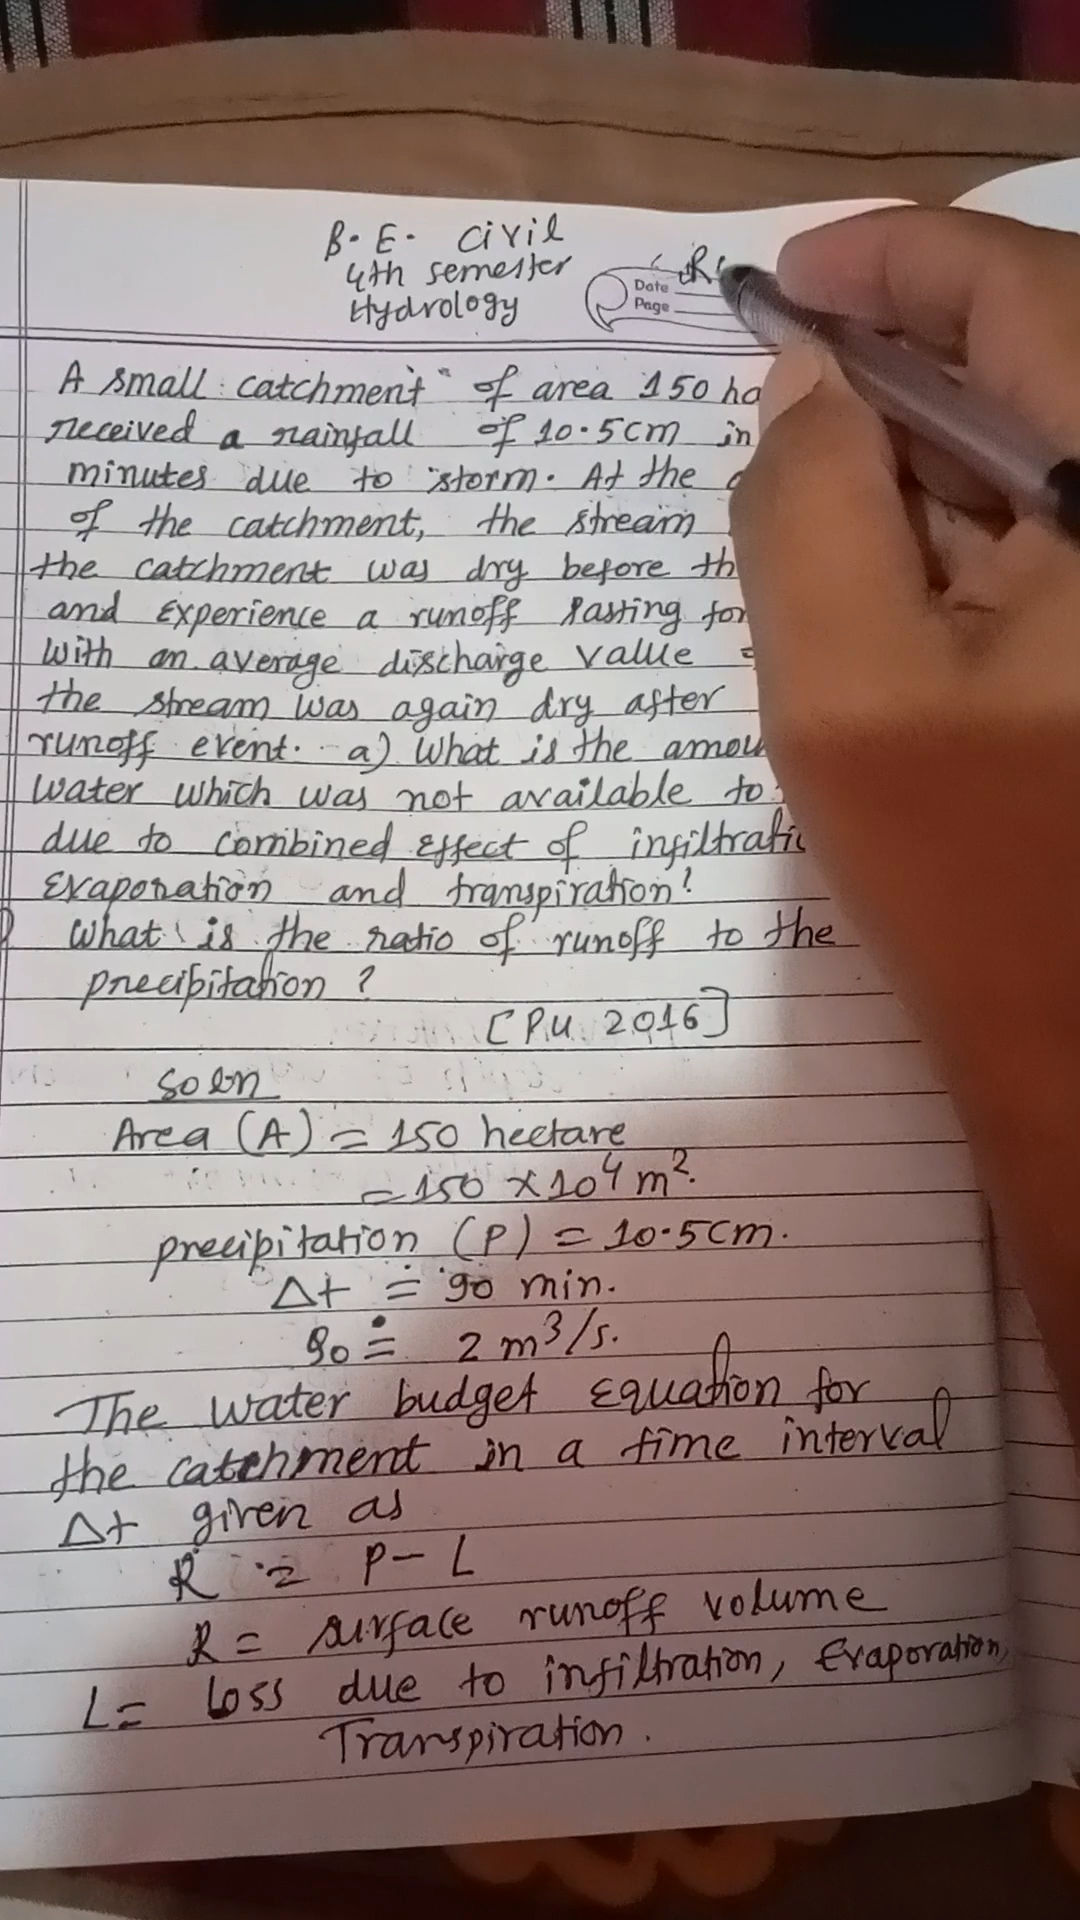 B.E. Civil
4th semester
Hydrology
Date
Page
A small catchment of area 150 ha
received a rainfall of 10.5cm in
minutes due to storm. At the
of the catchment, the stream
the catchment was dry before th
and Experience a runoff lasting for
with an average discharge value
the stream was again dry after
runoff event. a) What is the amou
water which was not available to
due to combined Effect of infiltratio
Evaporation and transpiration?
What is the ratio of runoff to the
precipitation?
[P.U 2016]
Soln
Area (A) = 150 hectare
= 150 × 10⁴ m².
precipitation (P) = 10.5cm.
Δt = 90 min.
= 2 m³/s.
The water budget Equation for
the catchment in a time interval
Δt given as
R = P - L
R = surface runoff volume
L = Loss due to infiltration, Evaporation,
Transpiration.